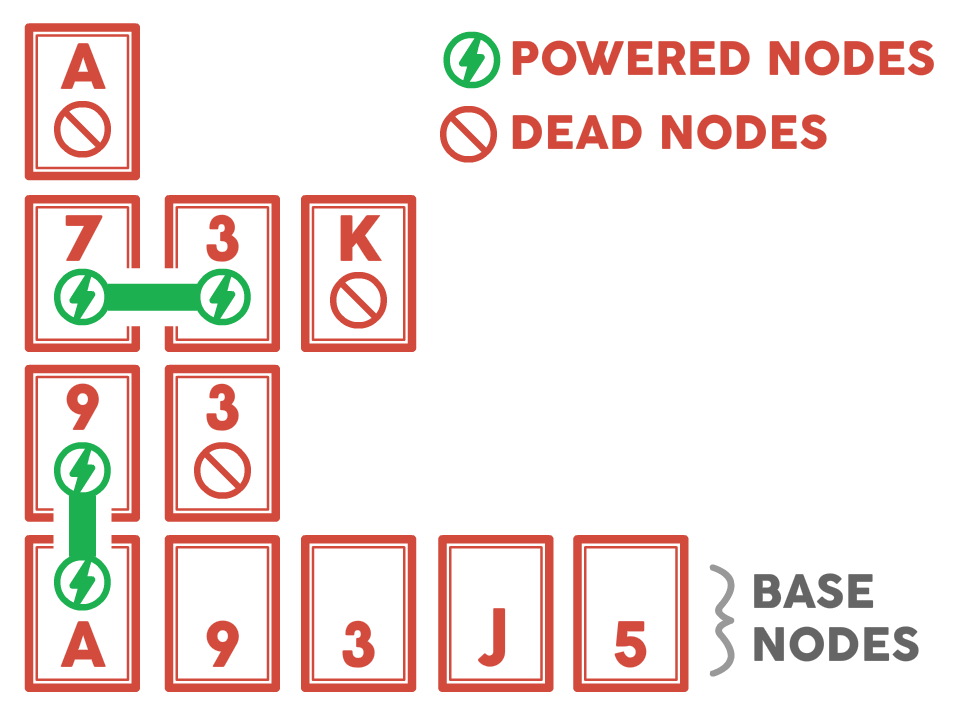 A
POWERED NODES
DEAD NODES
7 3 K
9 3
A 9 3 J 5
BASE
NODES